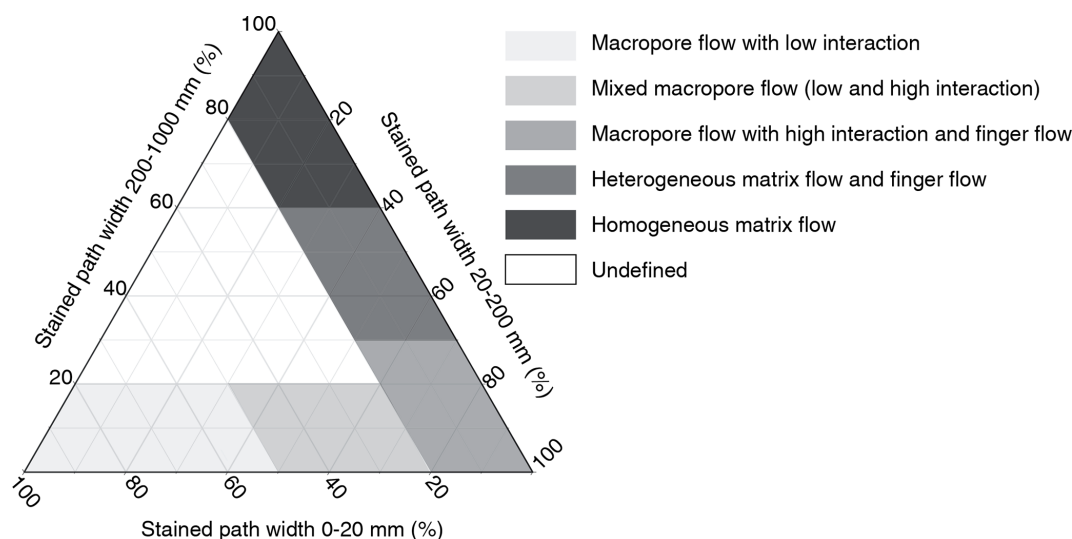 100
80
60
40
20
Stained path width 200-1000 mm (%)
20
40
60
80
100
Stained path width 20-200 mm (%)
100
80
60
40
20
Stained path width 0-20 mm (%)
Macropore flow with low interaction
Mixed macropore flow (low and high interaction)
Macropore flow with high interaction and finger flow
Heterogeneous matrix flow and finger flow
Homogeneous matrix flow
Undefined